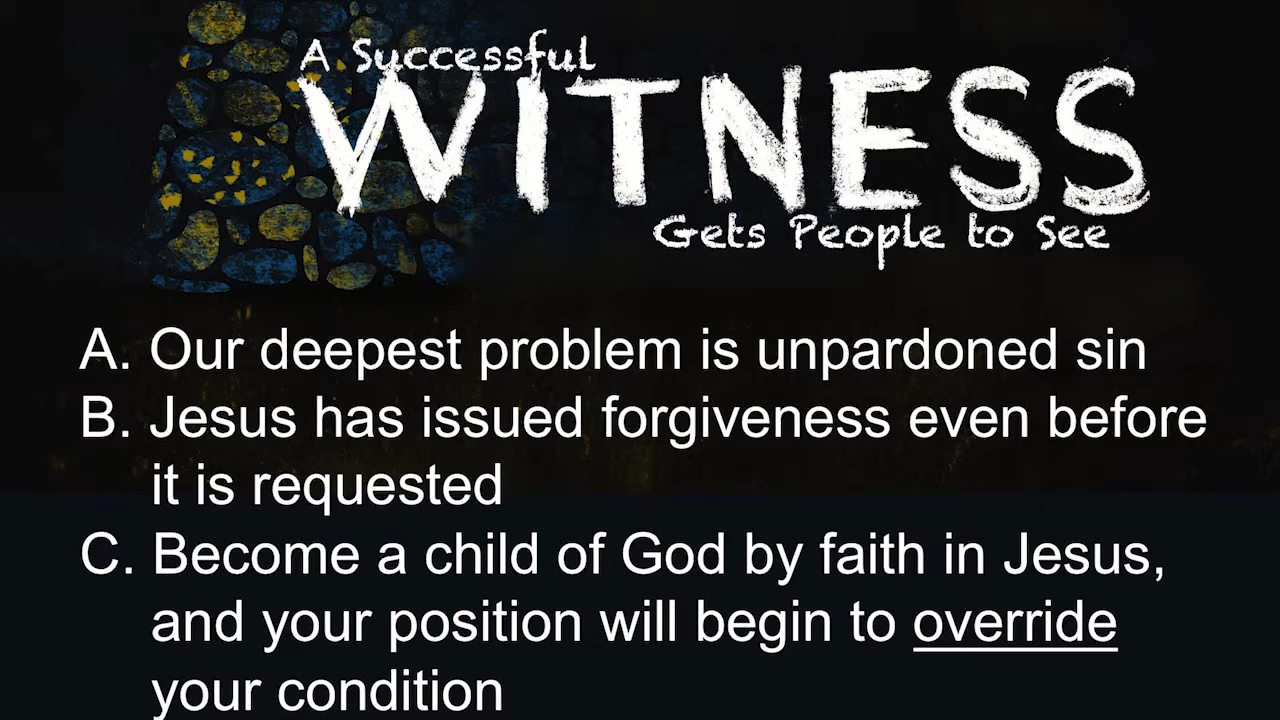 A Successful
WITNESS
Gets People to See
A. Our deepest problem is unpardoned sin
B. Jesus has issued forgiveness even before
it is requested
C. Become a child of God by faith in Jesus,
and your position will begin to override
your condition